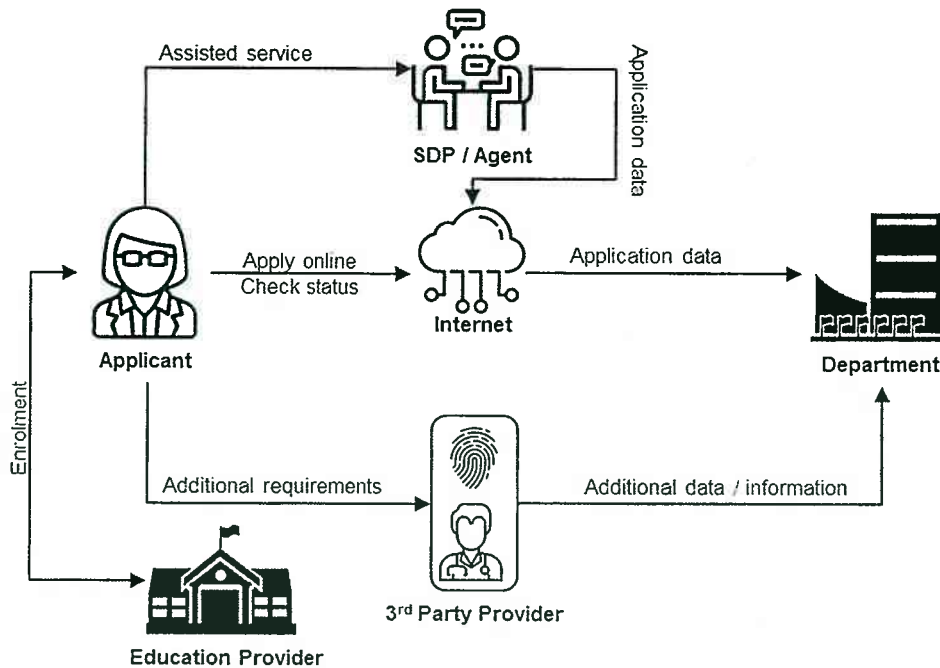 Assisted service
SDP / Agent
Application data
Apply online
Check status
Internet
Application data
Applicant
Department
Enrolment
Additional requirements
Additional data / information
3rd Party Provider
Education Provider